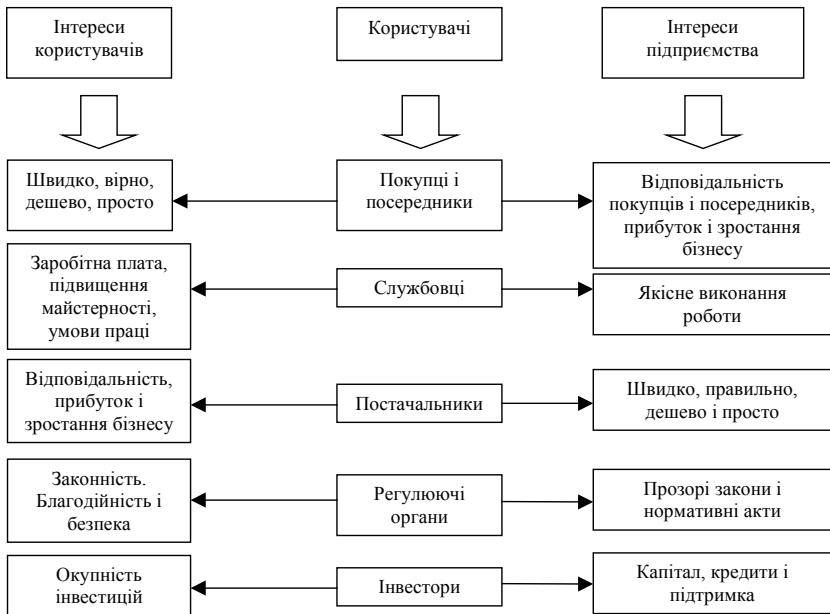 Інтереси
користувачів
Користувачі
Інтереси
підприємства
Швидко, вірно,
дешево, просто
Покупці і
посередники
Відповідальність
покупців і посередників,
прибуток і зростання
бізнесу
Заробітна плата,
підвищення
майстерності,
умови праці
Службовці
Якісне виконання
роботи
Відповідальність,
прибуток і
зростання бізнесу
Постачальники
Швидко, правильно,
дешево і просто
Законність.
Благодійність і
безпека
Регулюючі
органи
Прозорі закони і
нормативні акти
Окупність
інвестицій
Інвестори
Капітал, кредити і
підтримка